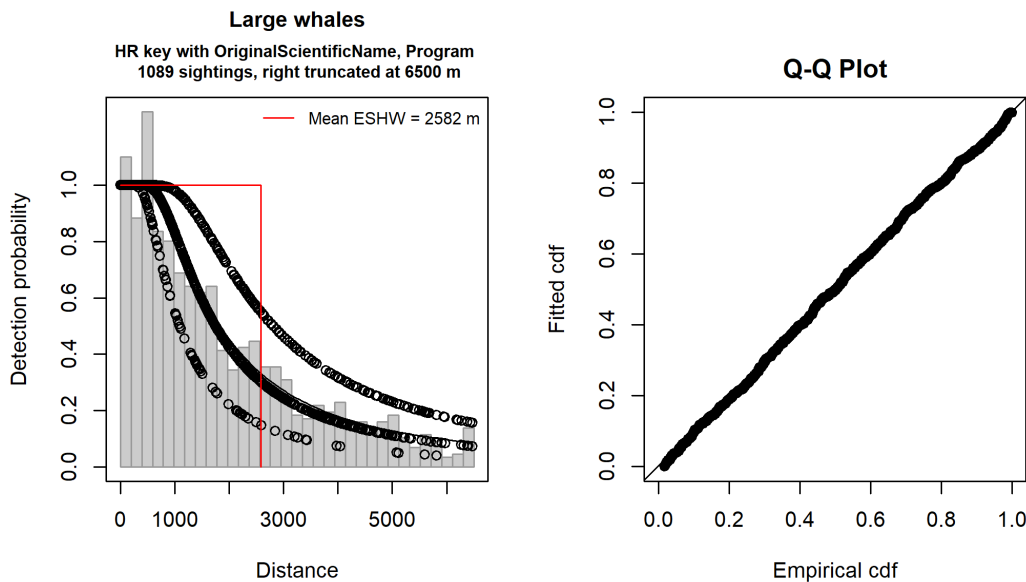 Large whales
HR key with OriginalScientificName, Program
1089 sightings, right truncated at 6500 m
Mean ESHW = 2582 m
Detection probability
0.0 0.2 0.4 0.6 0.8 1.0
0 1000 3000 5000
Distance
Q-Q Plot
Fitted cdf
0.0 0.2 0.4 0.6 0.8 1.0
0.0 0.2 0.4 0.6 0.8 1.0
Empirical cdf